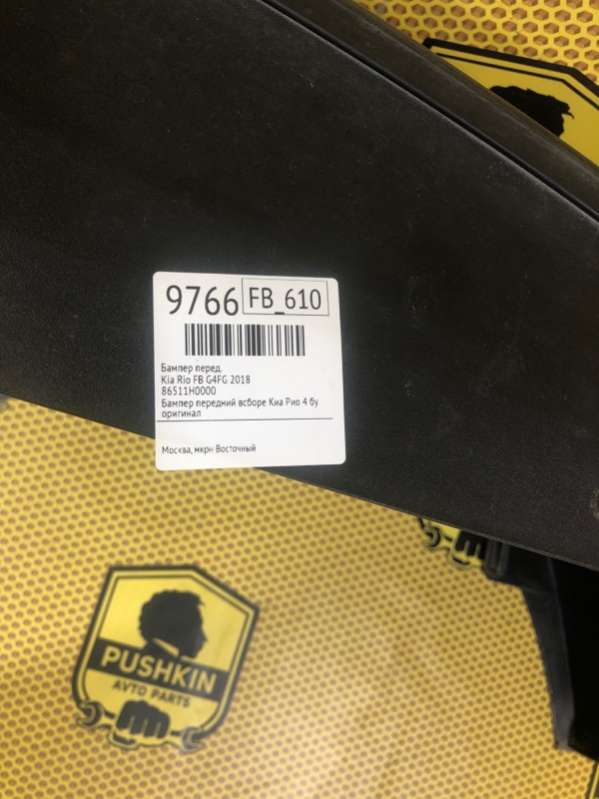 9766 FB_610
Бампер перед.
Kia Rio FB G4FG 2018
86511H0000
Бампер передний всборе Киа Рио 4 бу
оригинал
Москва, мкрн Восточный
PUSHKIN
AVTO PARTS